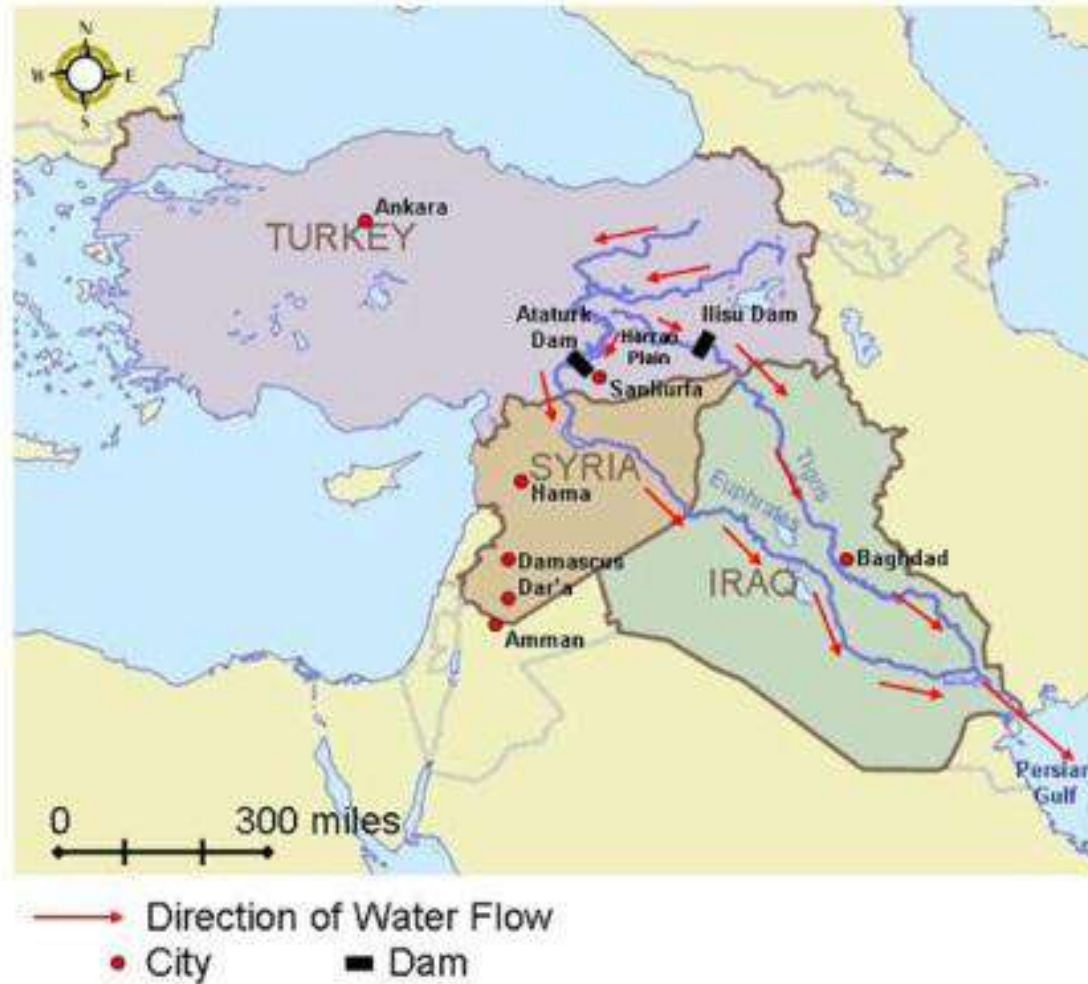 N
W E
S
Ankara
TURKEY
Ataturk
Dam
Ilisu Dam
Harran
Plain
SanliUrfa
SYRIA
Hama
Euphrates
Tigris
Damascus
Dar'a
Amman
Baghdad
IRAQ
Persian
Gulf
0 300 miles
Direction of Water Flow
City Dam